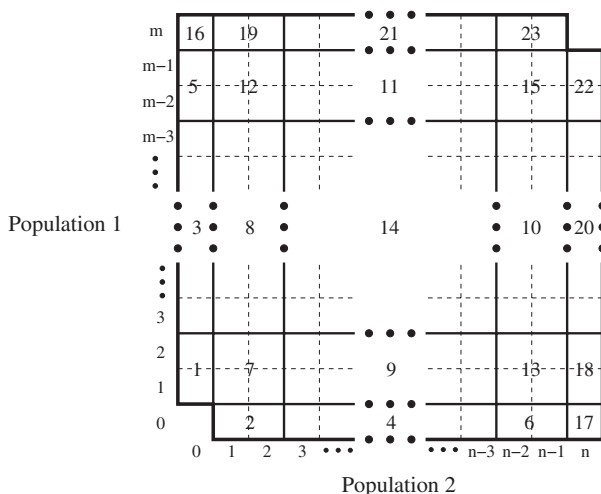 m 16 19 21 23
m−1
5 12 11 15 22
m−2
m−3
Population 1 3 8 14 10 20
3
2
1 7 9 13 18
1
0 2 4 6 17
0 1 2 3 n−3 n−2 n−1 n
Population 2